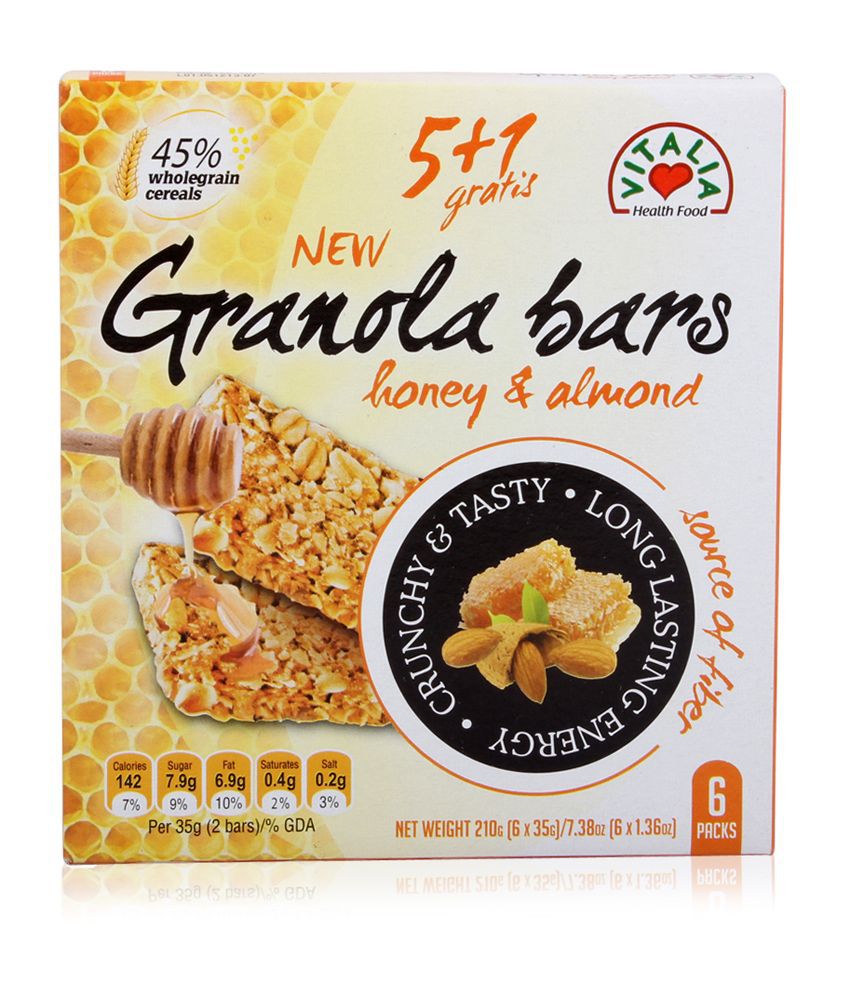 45%
wholegrain
cereals
5+1
gratis
VITALIA
Health Food
NEW
Granola bars
honey & almond
CRUNCHY & TASTY • LONG LASTING ENERGY •
source of fiber
Calories 142 7%
Sugar 7.9g 9%
Fat 6.9g 10%
Saturates 0.4g 2%
Salt 0.2g 3%
Per 35g (2 bars)/% GDA
NET WEIGHT 210G (6 x 35G)/7.38OZ (6 x 1.36OZ)
6
PACKS